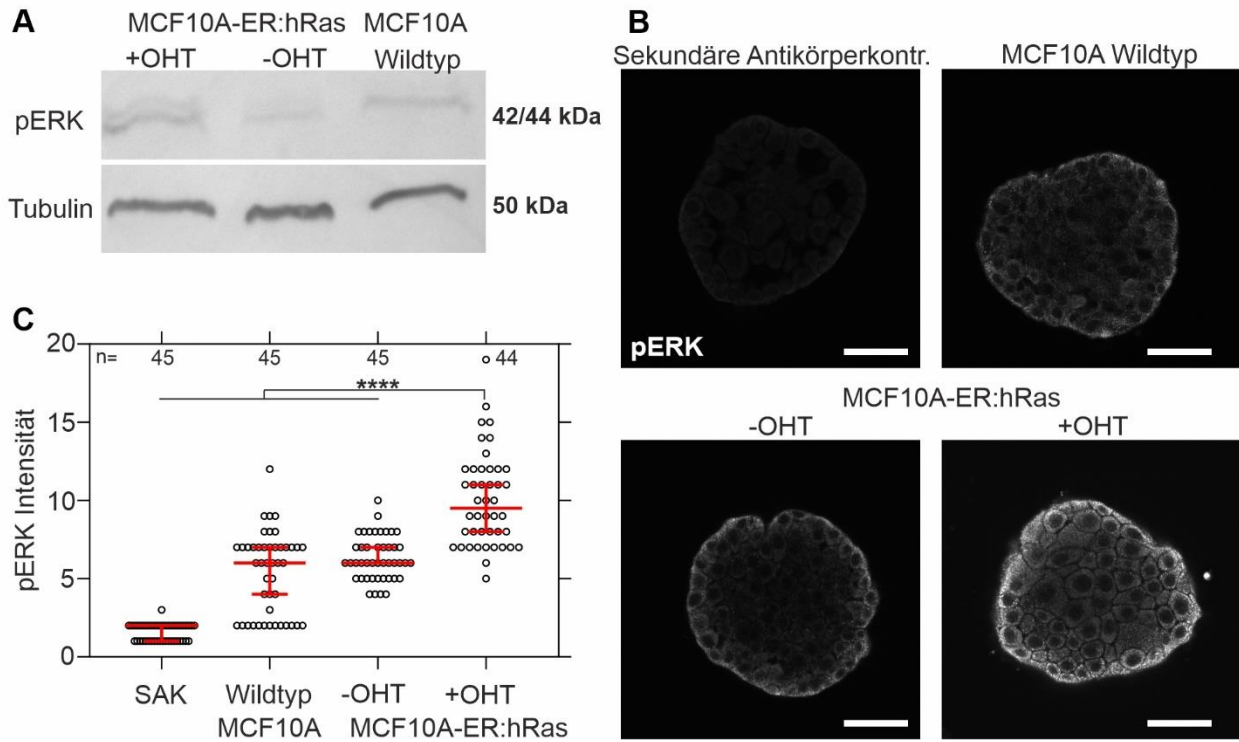 A
MCF10A-ER:hRas MCF10A
+OHT -OHT Wildtyp
pERK 42/44 kDa
Tubulin 50 kDa
B
Sekundäre Antikörperkontr. MCF10A Wildtyp
pERK
MCF10A-ER:hRas
-OHT +OHT
C
20
n= 45 45 45 44
****
15
10
5
0
pERK Intensität
SAK Wildtyp -OHT +OHT
MCF10A MCF10A-ER:hRas